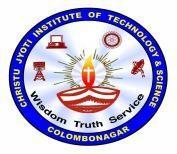 CHRISTU JYOTI INSTITUTE OF TECHNOLOGY & SCIENCE
Wisdom Truth Service
COLOMBONAGAR